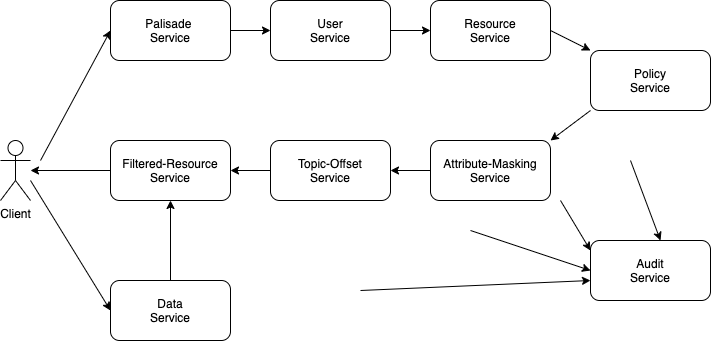 Palisade
Service
User
Service
Resource
Service
Policy
Service
Filtered-Resource
Service
Topic-Offset
Service
Attribute-Masking
Service
Client
Audit
Service
Data
Service